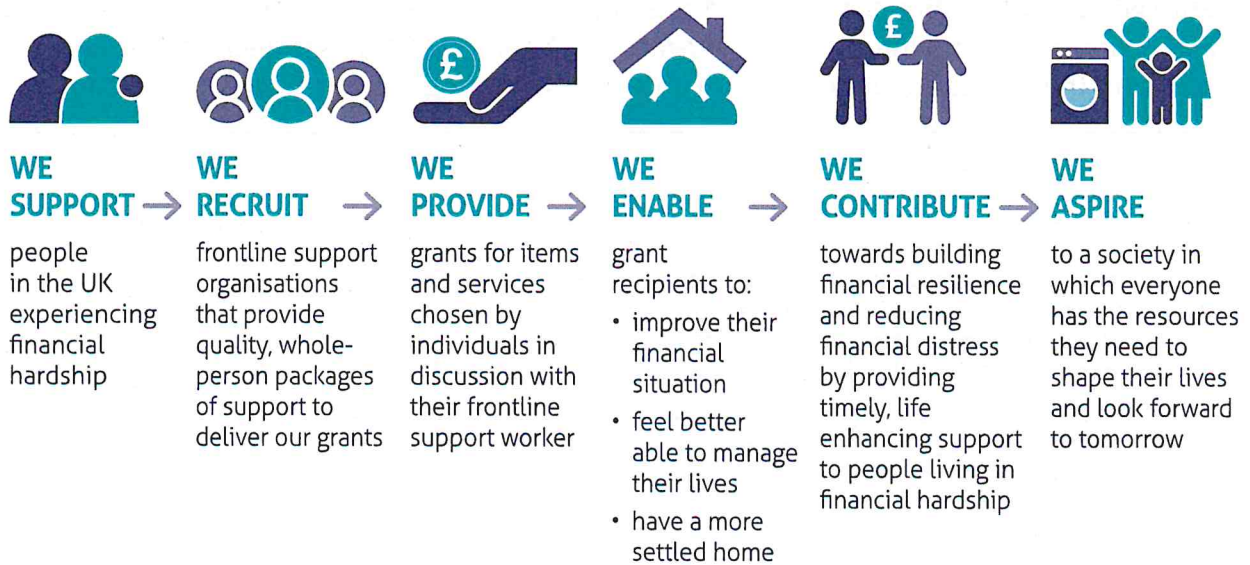 £
£
WE
SUPPORT
people
in the UK
experiencing
financial
hardship
WE
RECRUIT
frontline support
organisations
that provide
quality, whole-
person packages
of support to
deliver our grants
WE
PROVIDE
grants for items
and services
chosen by
individuals in
discussion with
their frontline
support worker
WE
ENABLE
grant
recipients to:
• improve their
financial
situation
• feel better
able to manage
their lives
• have a more
settled home
WE
CONTRIBUTE
towards building
financial resilience
and reducing
financial distress
by providing
timely, life
enhancing support
to people living in
financial hardship
WE
ASPIRE
to a society in
which everyone
has the resources
they need to
shape their lives
and look forward
to tomorrow